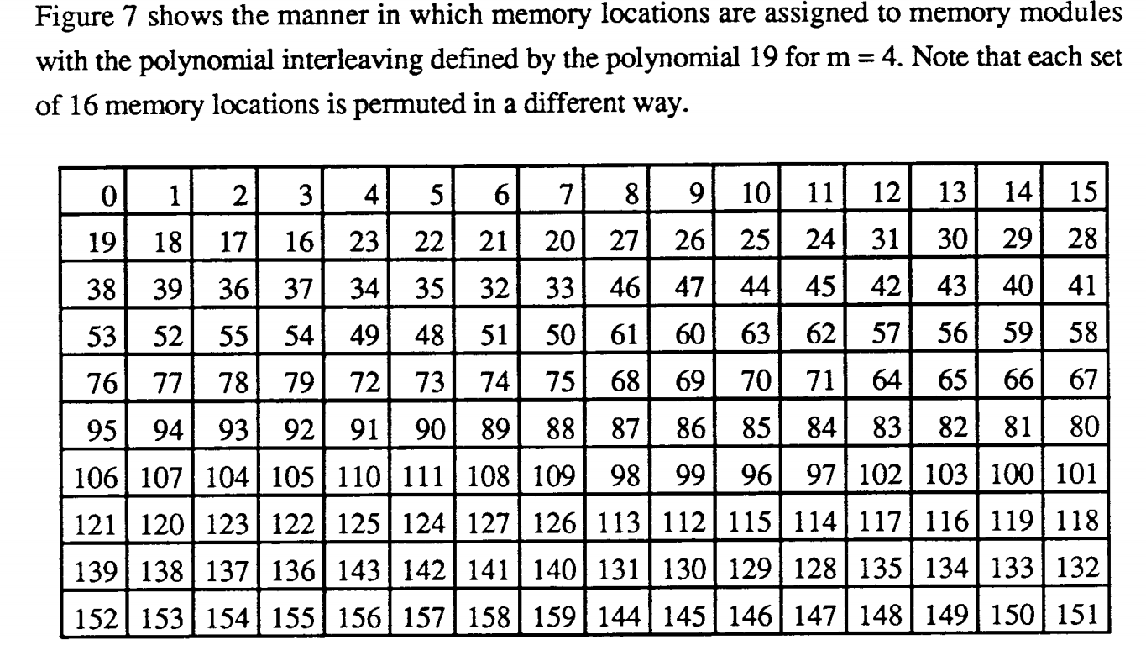 Figure 7 shows the manner in which memory locations are assigned to memory modules
with the polynomial interleaving defined by the polynomial 19 for m = 4. Note that each set
of 16 memory locations is permuted in a different way.
0 1 2 3 4 5 6 7 8 9 10 11 12 13 14 15
19 18 17 16 23 22 21 20 27 26 25 24 31 30 29 28
38 39 36 37 34 35 32 33 46 47 44 45 42 43 40 41
53 52 55 54 49 48 51 50 61 60 63 62 57 56 59 58
76 77 78 79 72 73 74 75 68 69 70 71 64 65 66 67
95 94 93 92 91 90 89 88 87 86 85 84 83 82 81 80
106 107 104 105 110 111 108 109 98 99 96 97 102 103 100 101
121 120 123 122 125 124 127 126 113 112 115 114 117 116 119 118
139 138 137 136 143 142 141 140 131 130 129 128 135 134 133 132
152 153 154 155 156 157 158 159 144 145 146 147 148 149 150 151